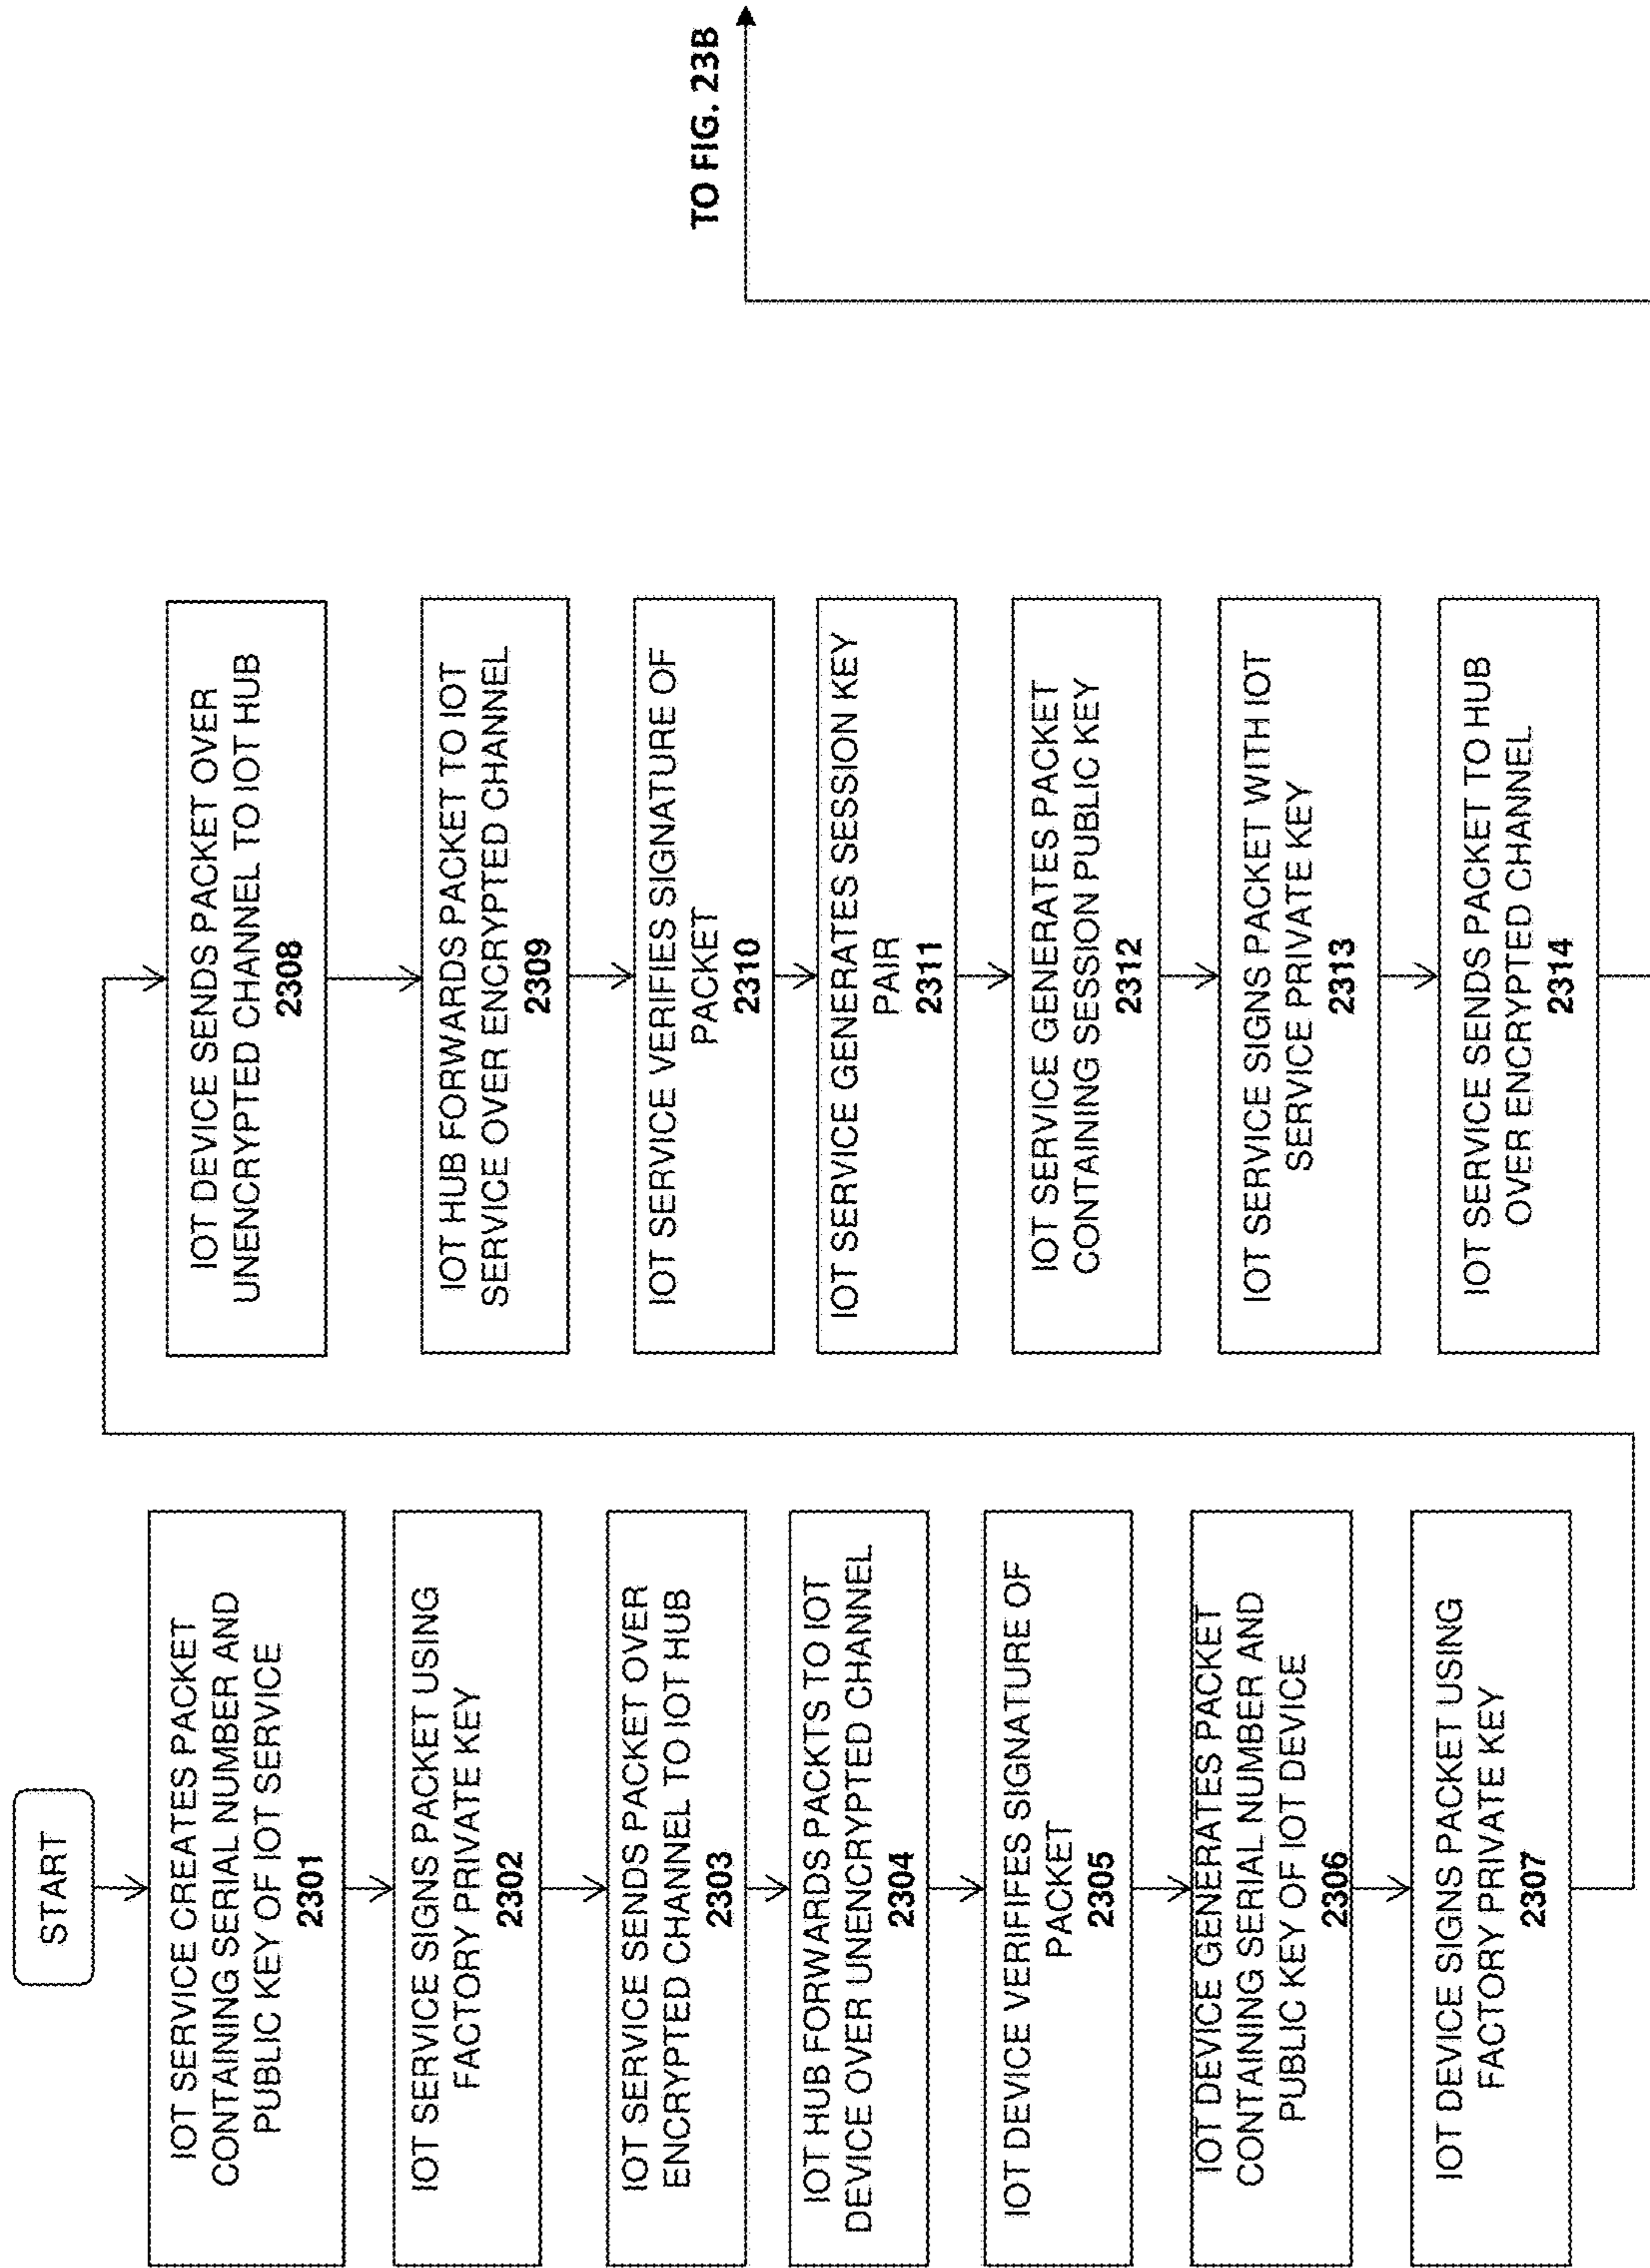 START
IOT SERVICE CREATES PACKET
CONTAINING SERIAL NUMBER AND
PUBLIC KEY OF IOT SERVICE
2301
IOT SERVICE SIGNS PACKET USING
FACTORY PRIVATE KEY
2302
IOT SERVICE SENDS PACKET OVER
ENCRYPTED CHANNEL TO IOT HUB
2303
IOT HUB FORWARDS PACKTS TO IOT
DEVICE OVER UNENCRYPTED CHANNEL
2304
IOT DEVICE VERIFIFES SIGNATURE OF
PACKET
2305
IOT DEVICE GENERATES PACKET
CONTAINING SERIAL NUMBER AND
PUBLIC KEY OF IOT DEVICE
2306
IOT DEVICE SIGNS PACKET USING
FACTORY PRIVATE KEY
2307
IOT DEVICE SENDS PACKET OVER
UNENCRYPTED CHANNEL TO IOT HUB
2308
IOT HUB FORWARDS PACKET TO IOT
SERVICE OVER ENCRYPTED CHANNEL
2309
IOT SERVICE VERIFIES SIGNATURE OF
PACKET
2310
IOT SERVICE GENERATES SESSION KEY
PAIR
2311
IOT SERVICE GENERATES PACKET
CONTAINING SESSION PUBLIC KEY
2312
IOT SERVICE SIGNS PACKET WITH IOT
SERVICE PRIVATE KEY
2313
IOT SERVICE SENDS PACKET TO HUB
OVER ENCRYPTED CHANNEL
2314
TO FIG. 23B